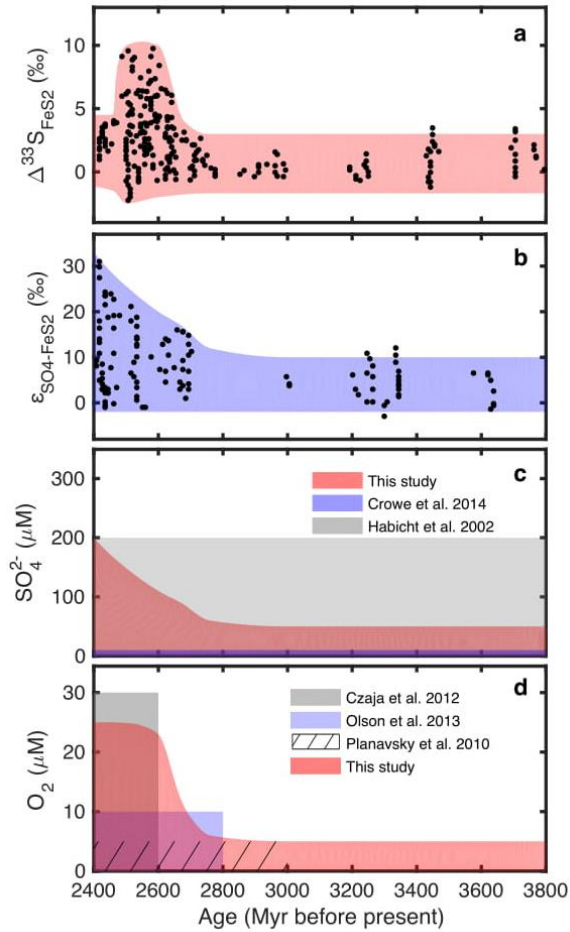 a
10
5
0
Δ³³S_FeS2 (‰)
b
30
20
10
0
ε_SO4-FeS2 (‰)
c
This study
Crowe et al. 2014
Habicht et al. 2002
300
200
100
0
SO₄²⁻ (μM)
d
Czaja et al. 2012
Olson et al. 2013
Planavsky et al. 2010
This study
30
20
10
0
O₂ (μM)
2400 2600 2800 3000 3200 3400 3600 3800
Age (Myr before present)